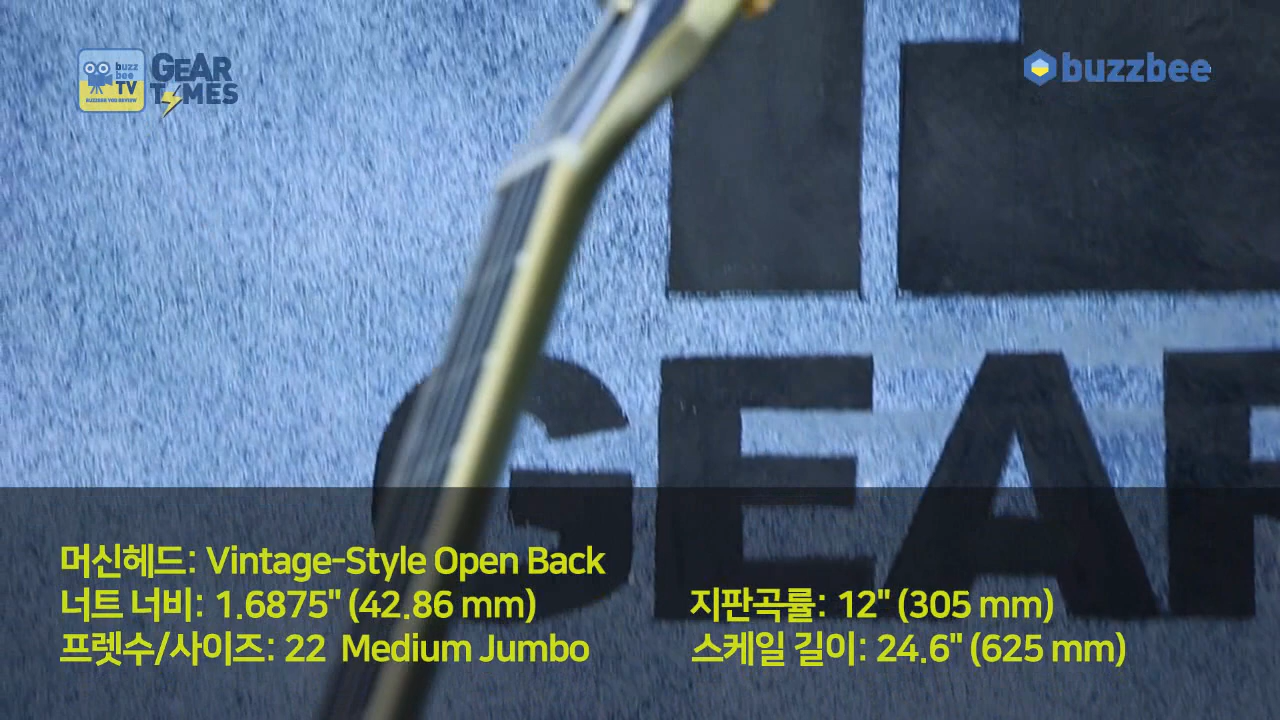 buzz
bee
TV
BUZZBEE VOD REVIEW
GEAR
TIMES
buzzbee
GEAR
머신헤드: Vintage-Style Open Back
너트 너비: 1.6875" (42.86 mm)
지판곡률: 12" (305 mm)
프렛수/사이즈: 22 Medium Jumbo
스케일 길이: 24.6" (625 mm)